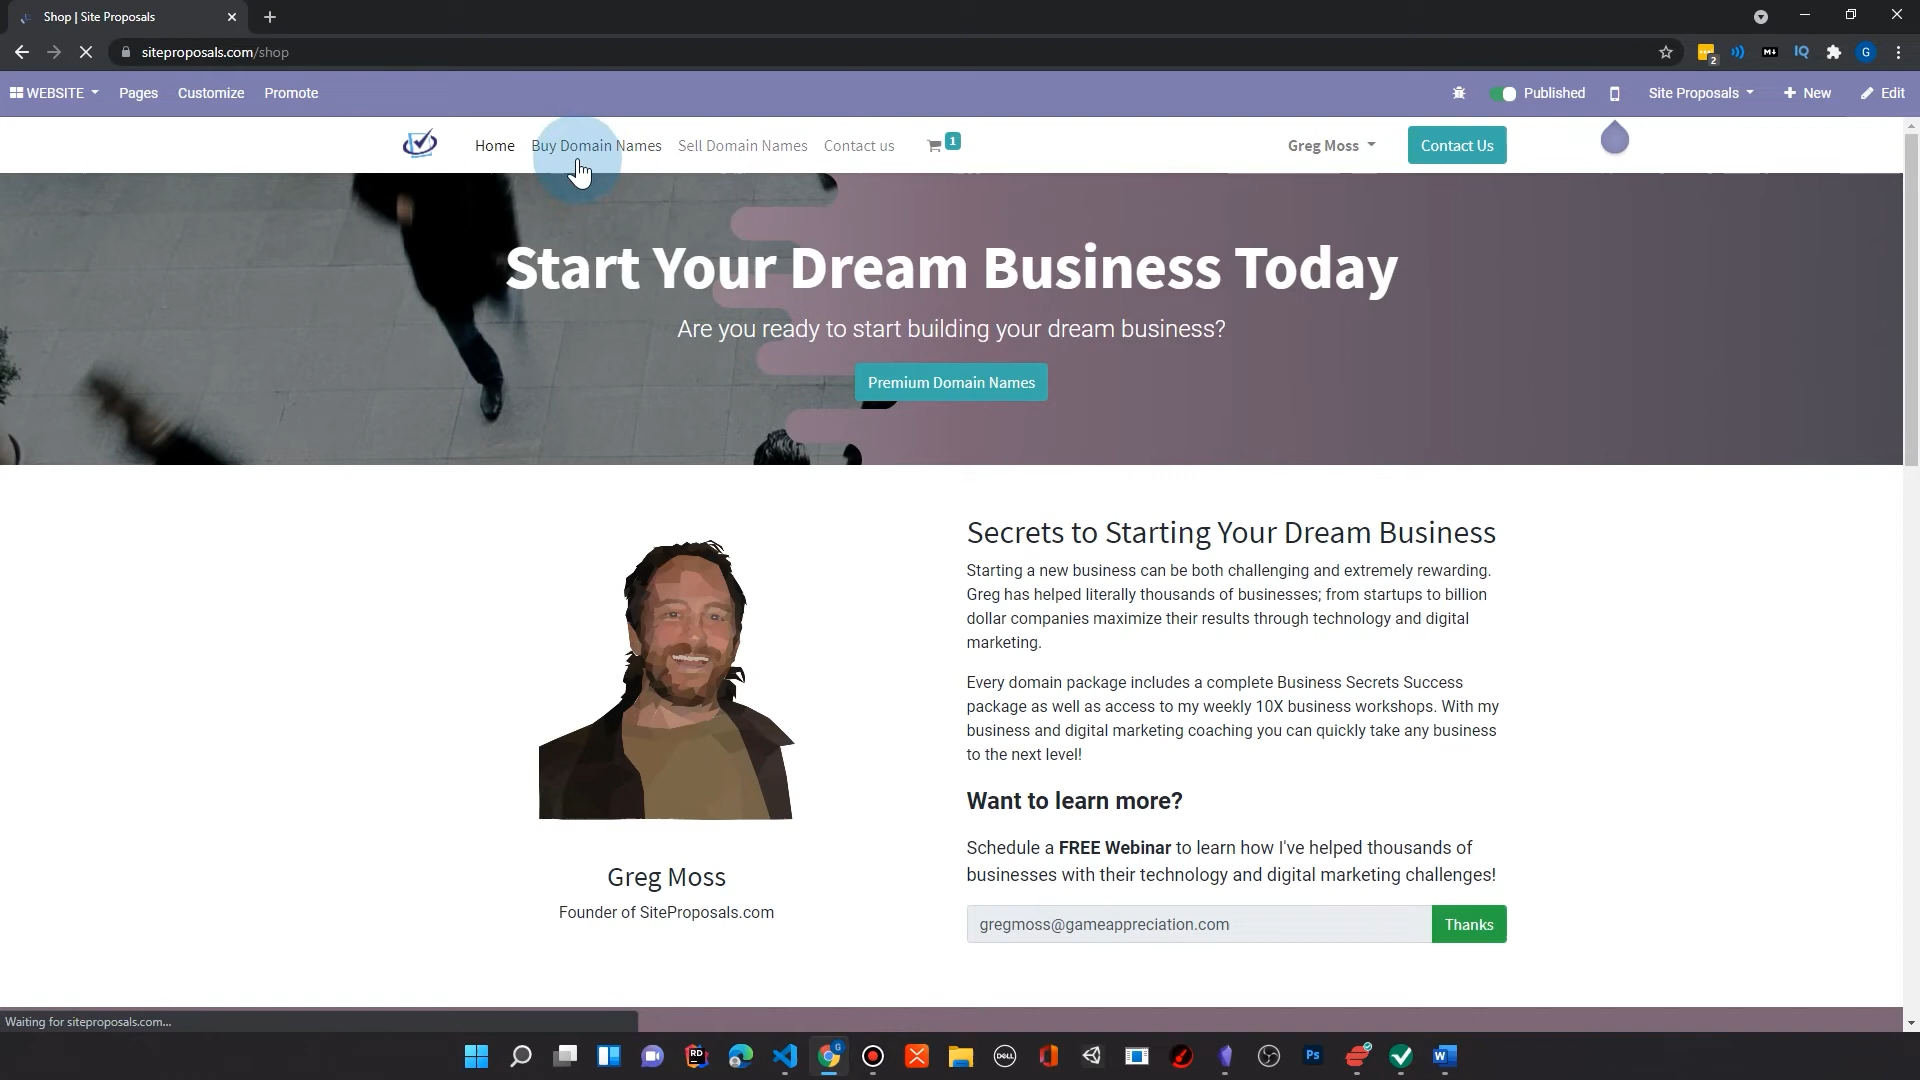 Shop | Site Proposals
siteproposals.com/shop
2
M↓
IQ
G
WEBSITE Pages Customize Promote
Published Site Proposals New Edit
Home Buy Domain Names Sell Domain Names Contact us 1 Greg Moss Contact Us
Start Your Dream Business Today
Are you ready to start building your dream business?
Premium Domain Names
Secrets to Starting Your Dream Business
Starting a new business can be both challenging and extremely rewarding.
Greg has helped literally thousands of businesses; from startups to billion
dollar companies maximize their results through technology and digital
marketing.
Every domain package includes a complete Business Secrets Success
package as well as access to my weekly 10X business workshops. With my
business and digital marketing coaching you can quickly take any business
to the next level!
Want to learn more?
Schedule a FREE Webinar to learn how I've helped thousands of
businesses with their technology and digital marketing challenges!
gregmoss@gameappreciation.com Thanks
Greg Moss
Founder of SiteProposals.com
Waiting for siteproposals.com...
RD
G
DELL
Ps
W